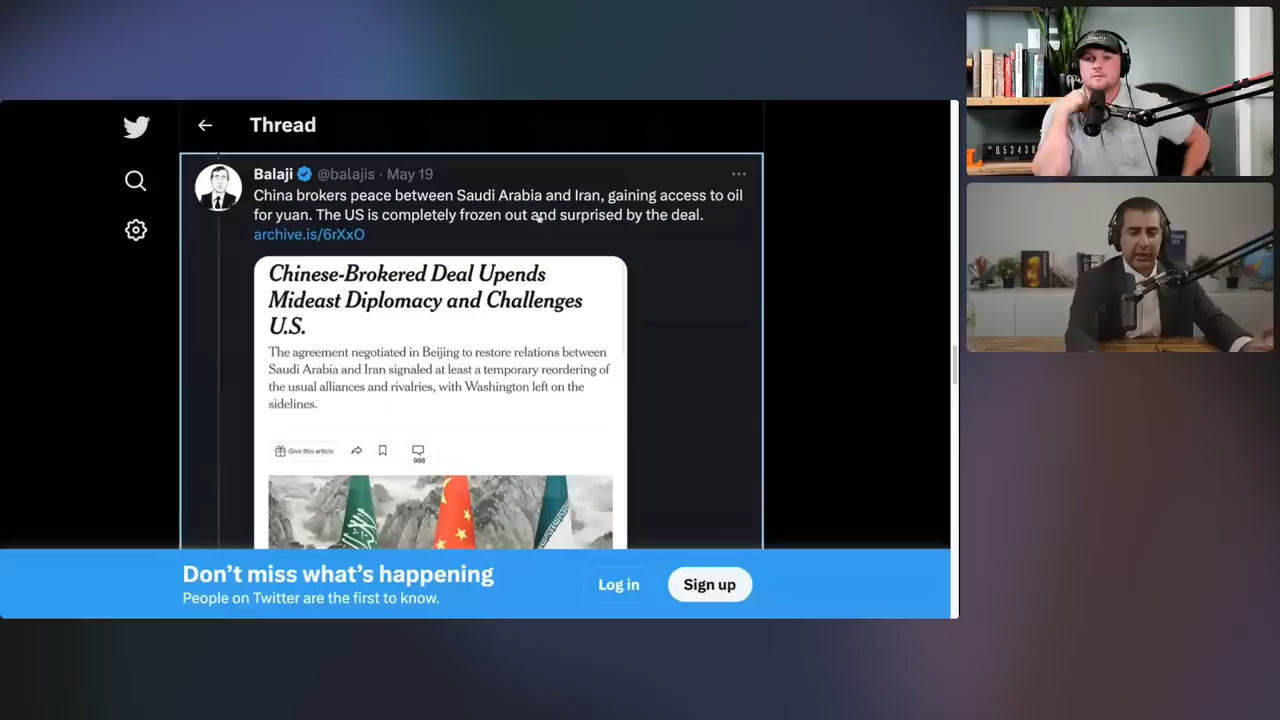 Thread
Balaji @balajis · May 19
China brokers peace between Saudi Arabia and Iran, gaining access to oil
for yuan. The US is completely frozen out and surprised by the deal.
archive.is/6rXxO
Chinese-Brokered Deal Upends
Mideast Diplomacy and Challenges
U.S.
The agreement negotiated in Beijing to restore relations between
Saudi Arabia and Iran signaled at least a temporary reordering of
the usual alliances and rivalries, with Washington left on the
sidelines.
Give this article
988
Don't miss what's happening
People on Twitter are the first to know.
Log in
Sign up